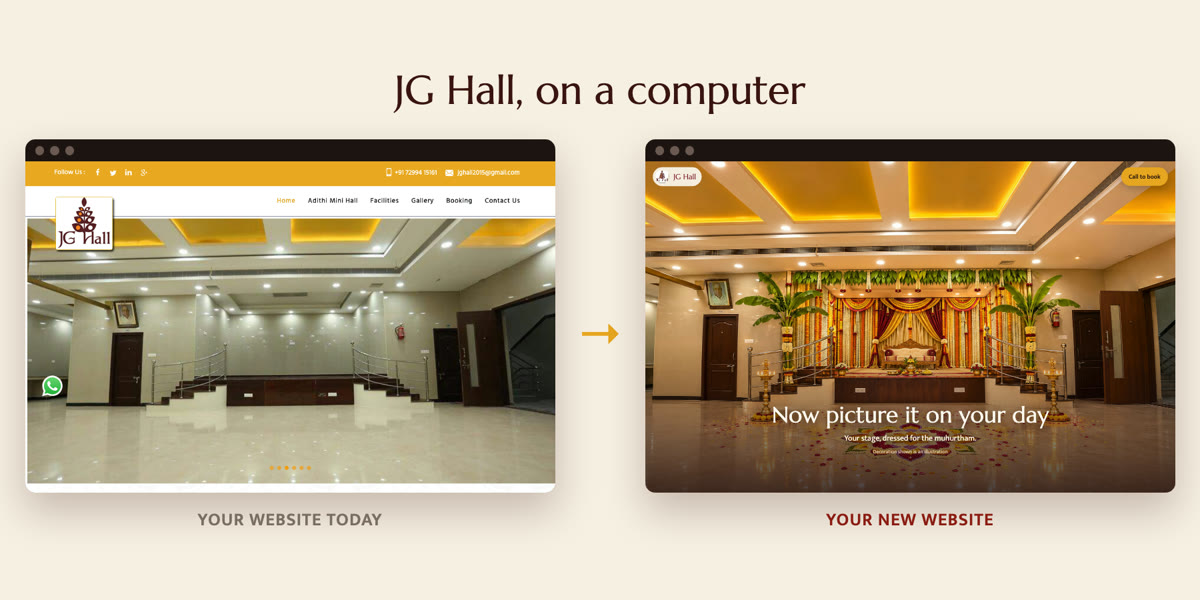 JG Hall, on a computer
Follow Us :
+91 72994 15161
jghall2015@gmail.com
JG Hall
Home
Adithi Mini Hall
Facilities
Gallery
Booking
Contact Us
YOUR WEBSITE TODAY
JG Hall
Call to book
Now picture it on your day
Your stage, dressed for the muhurtham.
Decoration shown is an illustration
YOUR NEW WEBSITE